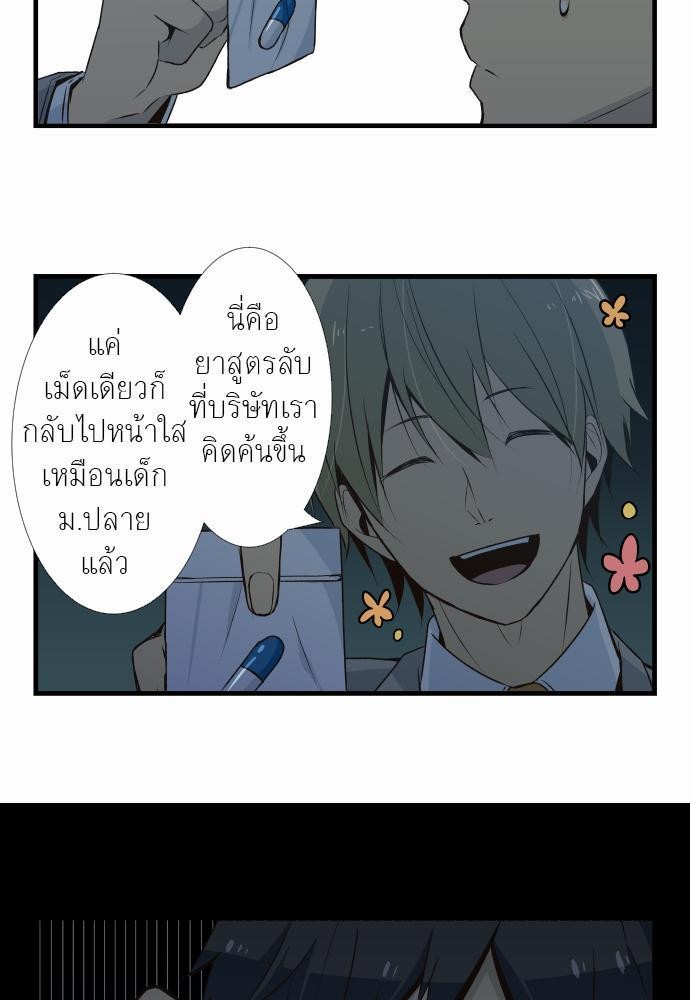 นี่คือ
ยาสูตรลับ
ที่บริษัทเรา
คิดค้นขึ้น
แค่
เม็ดเดียวก็
กลับไปหน้าใส
เหมือนเด็ก
ม.ปลาย
แล้ว